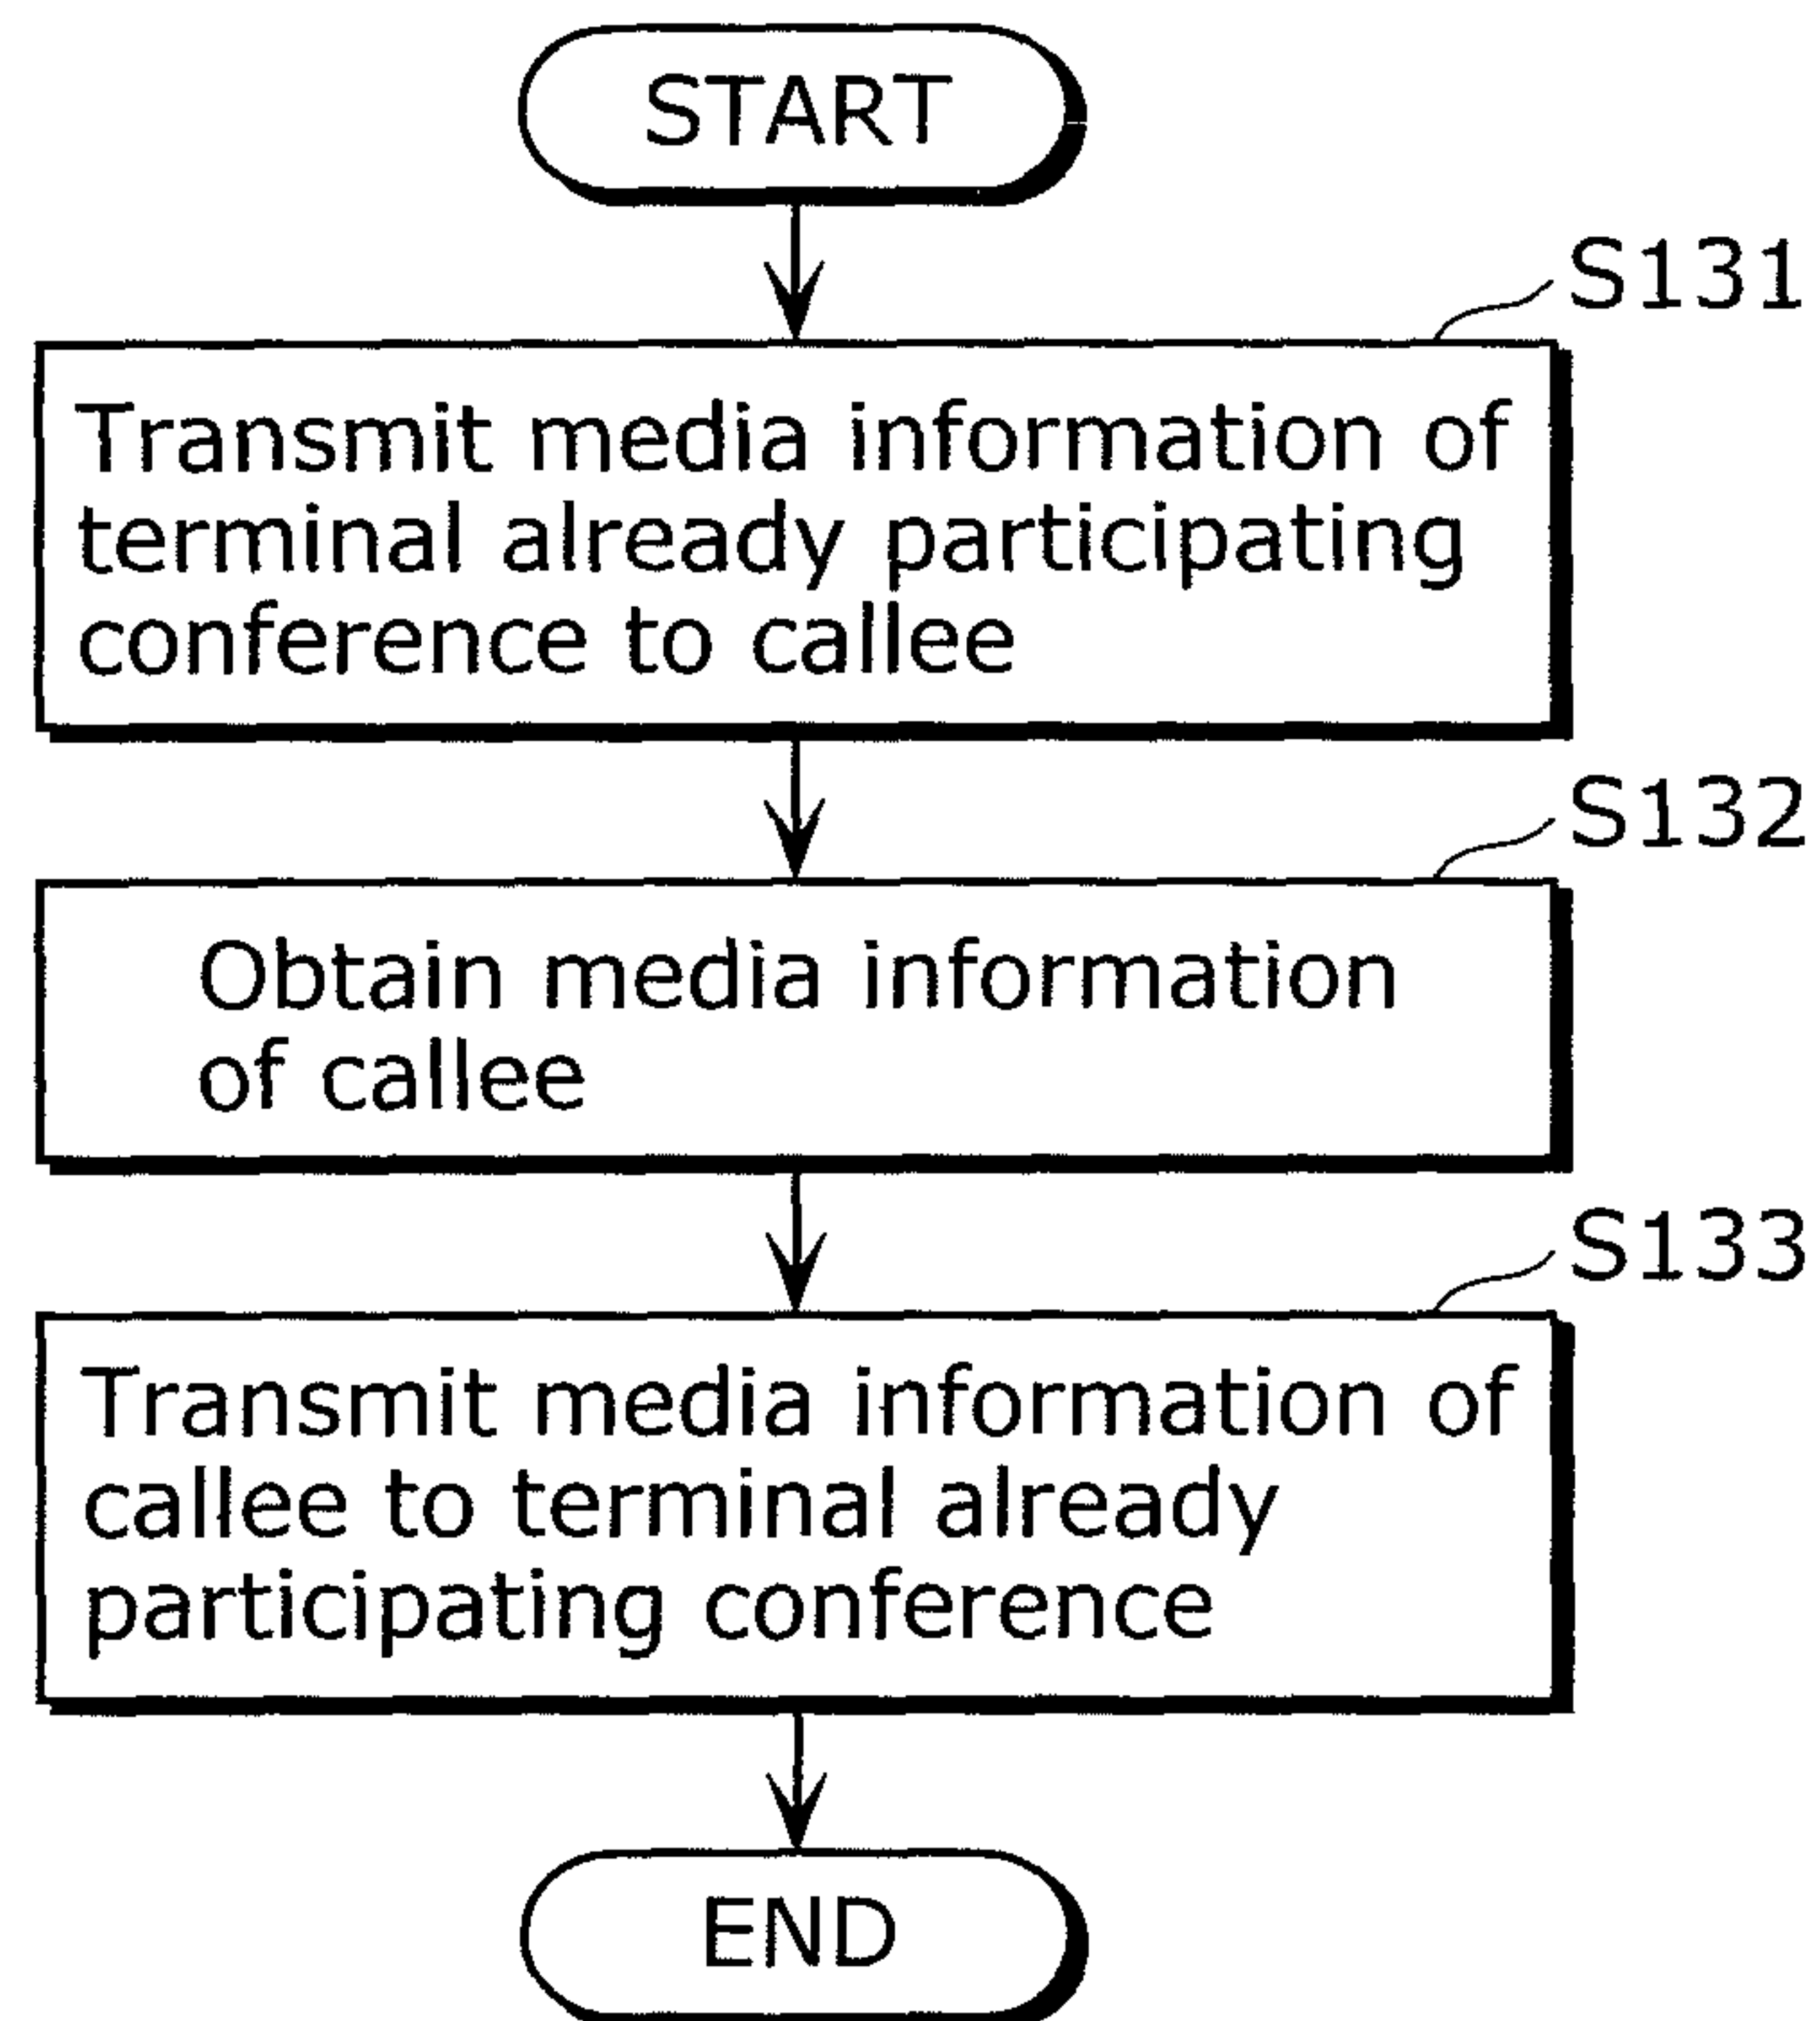 START
S131
Transmit media information of
terminal already participating
conference to callee
S132
Obtain media information
of callee
S133
Transmit media information of
callee to terminal already
participating conference
END